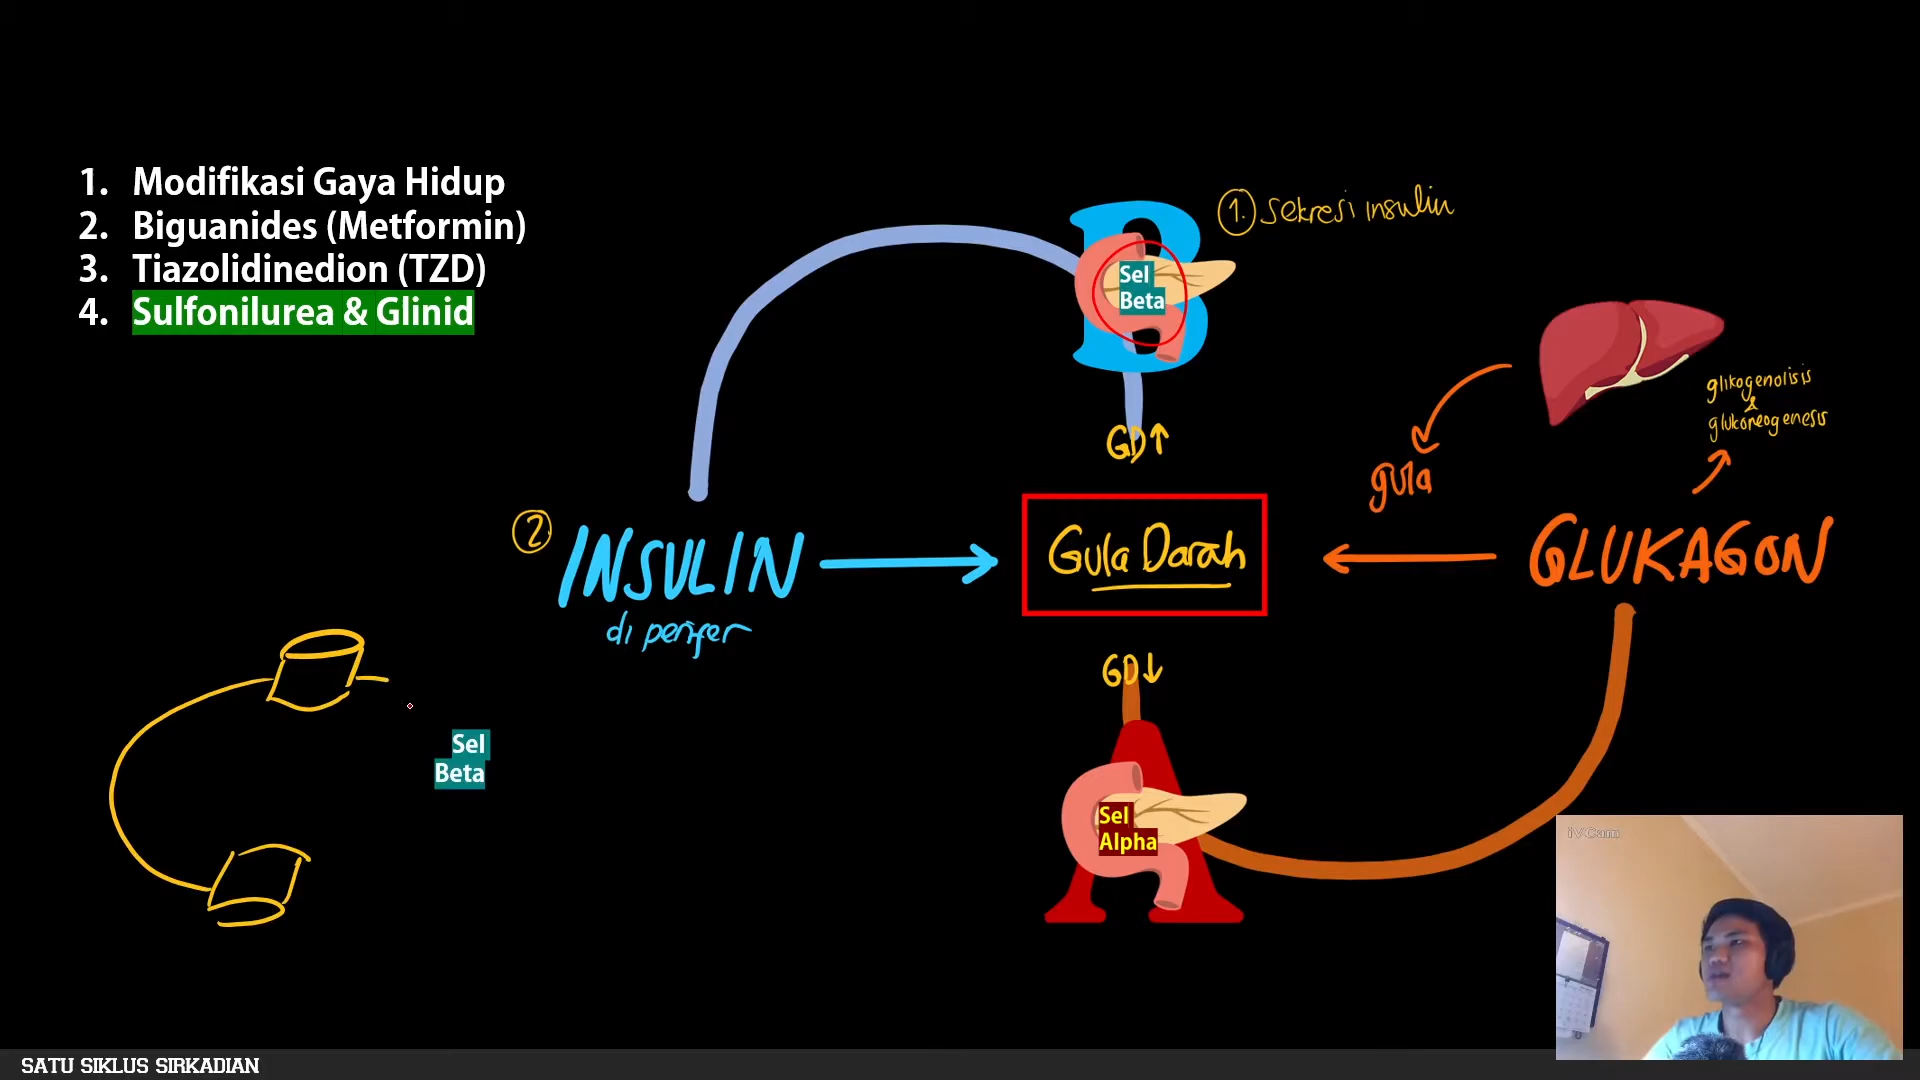 1. Modifikasi Gaya Hidup
2. Biguanides (Metformin)
3. Tiazolidinedion (TZD)
4. Sulfonilurea & Glinid
1. Sekresi insulin
Sel
Beta
GD↑
glikogenolisis
&
glukoneogenesis
gula
2 INSULIN
di perifer
Gula Darah
GLUKAGON
GD↓
Sel
Beta
Sel
Alpha
iVCam
SATU SIKLUS SIRKADIAN